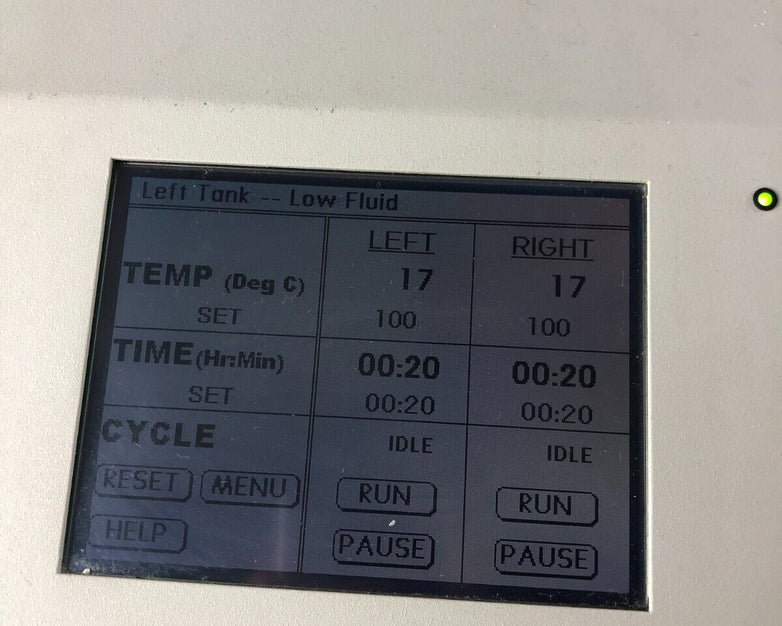 Left Tank -- Low Fluid
LEFT RIGHT
TEMP (Deg C) 17 17
SET 100 100
TIME (Hr:Min) 00:20 00:20
SET 00:20 00:20
CYCLE IDLE IDLE
RESET MENU RUN RUN
HELP PAUSE PAUSE